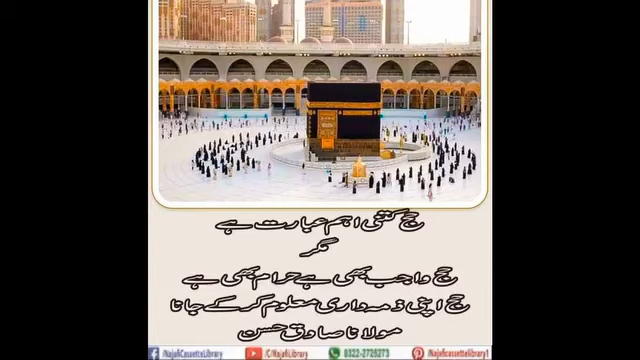 حج کتنی اہم عبادت ہے
مگر
حج واجب بھی ہے حرام بھی ہے
حج اپنی ذمہ داری معلوم کر کے جانا
مولانا صادق حسن
/NajafiCassetteLibrary /C/NajafiLibrary 0322-2725273 /NajafiCassetteLibrary1